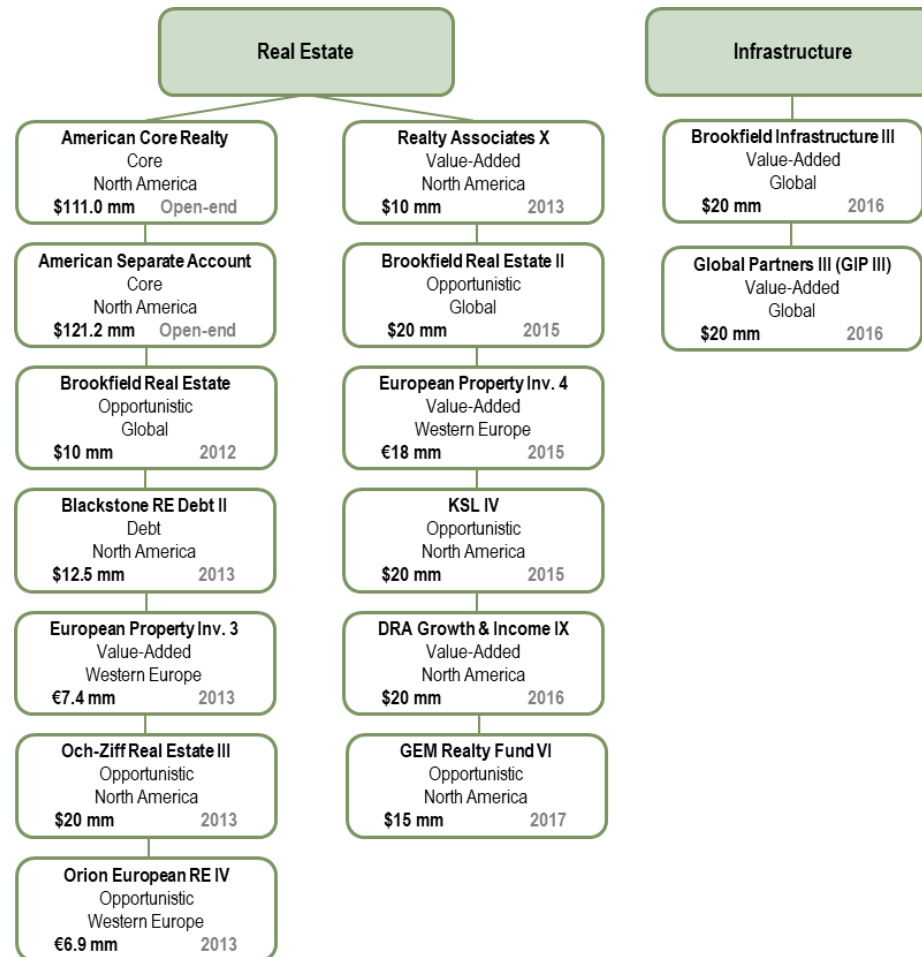 Real Estate
American Core Realty
Core
North America
$111.0 mm Open-end
American Separate Account
Core
North America
$121.2 mm Open-end
Brookfield Real Estate
Opportunistic
Global
$10 mm 2012
Blackstone RE Debt II
Debt
North America
$12.5 mm 2013
European Property Inv. 3
Value-Added
Western Europe
€7.4 mm 2013
Och-Ziff Real Estate III
Opportunistic
North America
$20 mm 2013
Orion European RE IV
Opportunistic
Western Europe
€6.9 mm 2013
Realty Associates X
Value-Added
North America
$10 mm 2013
Brookfield Real Estate II
Opportunistic
Global
$20 mm 2015
European Property Inv. 4
Value-Added
Western Europe
€18 mm 2015
KSL IV
Opportunistic
North America
$20 mm 2015
DRA Growth & Income IX
Value-Added
North America
$20 mm 2016
GEM Realty Fund VI
Opportunistic
North America
$15 mm 2017
Infrastructure
Brookfield Infrastructure III
Value-Added
Global
$20 mm 2016
Global Partners III (GIP III)
Value-Added
Global
$20 mm 2016